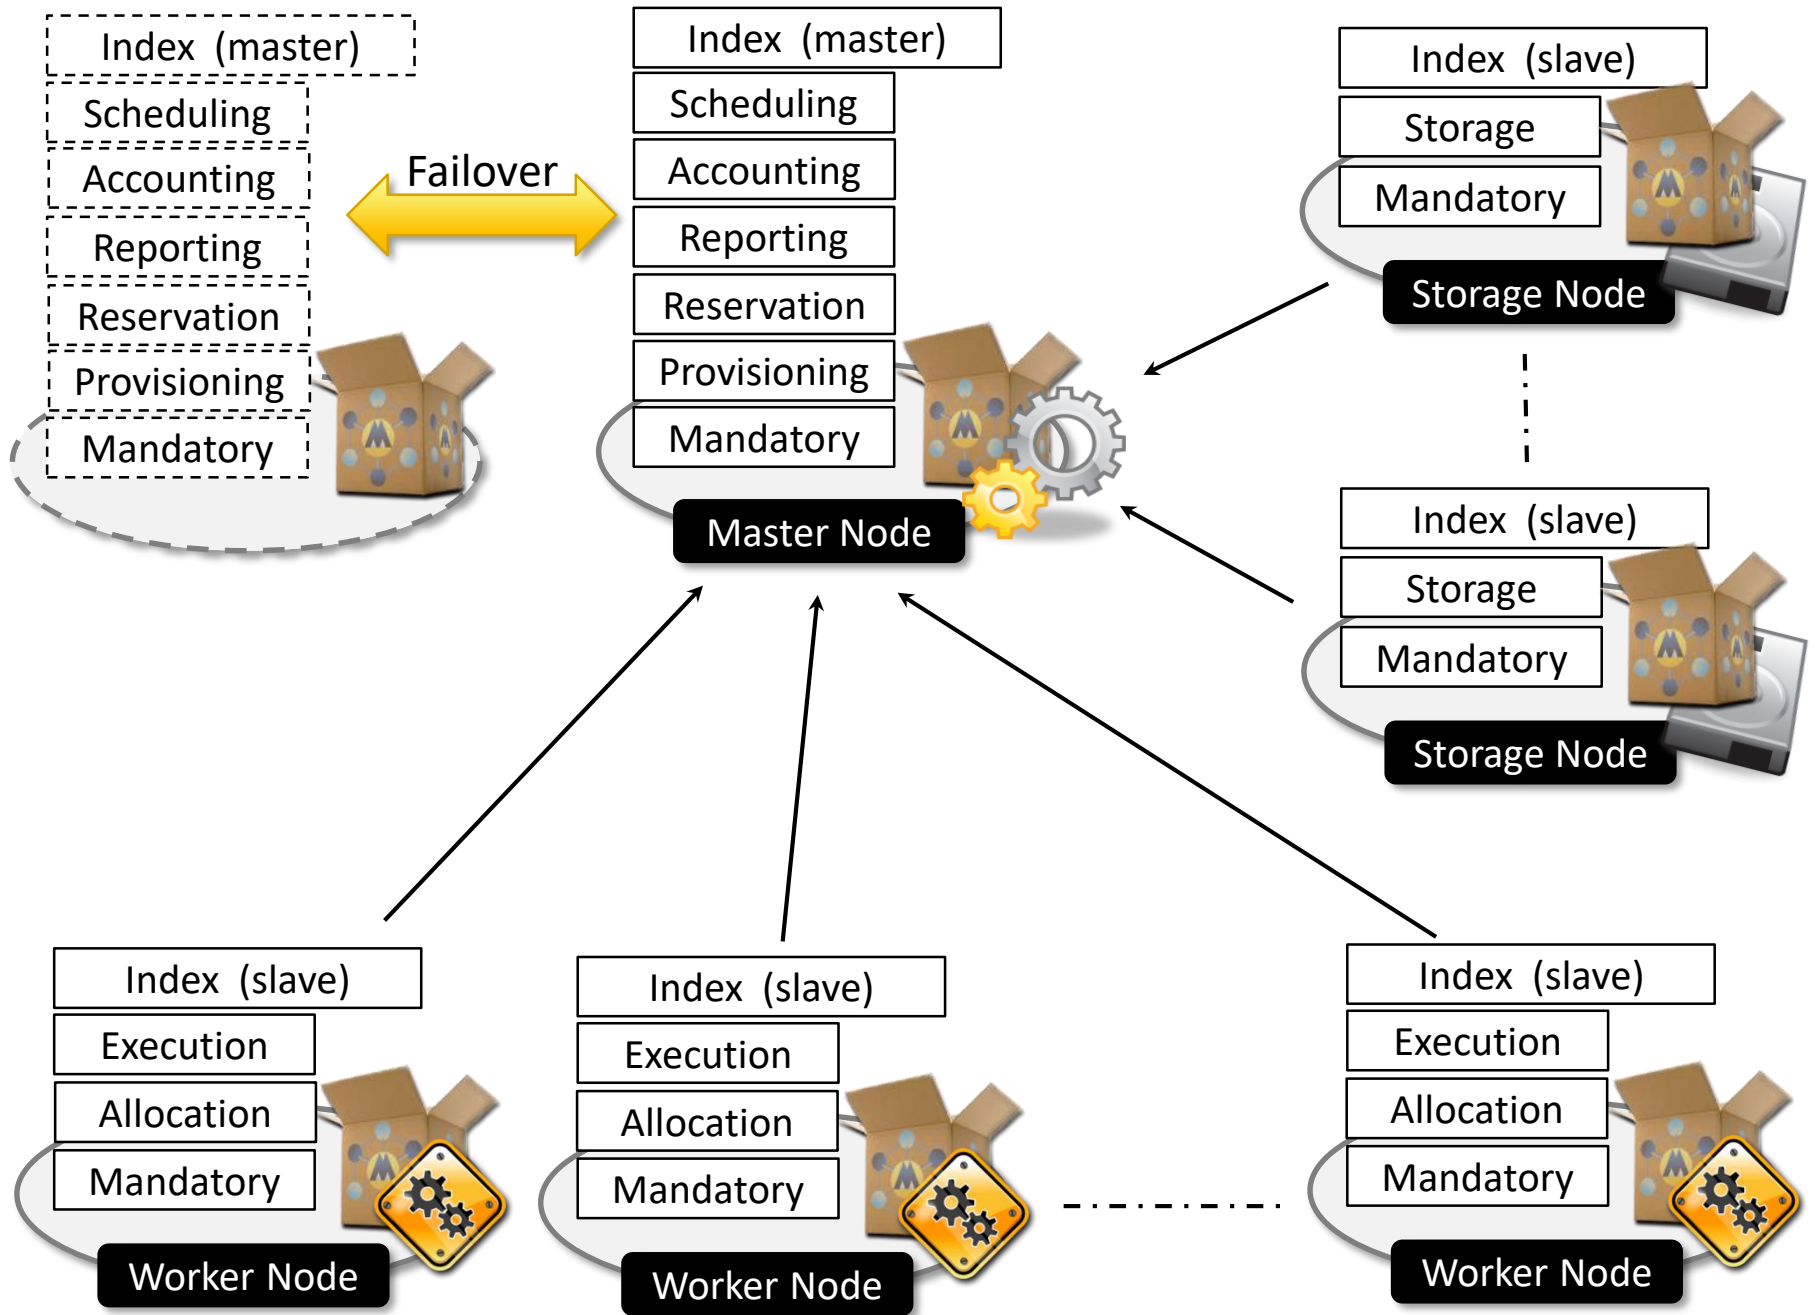 Index (master)
Scheduling
Accounting
Reporting
Reservation
Provisioning
Mandatory
Failover
Index (master)
Scheduling
Accounting
Reporting
Reservation
Provisioning
Mandatory
Master Node
Index (slave)
Storage
Mandatory
Storage Node
Index (slave)
Storage
Mandatory
Storage Node
Index (slave)
Execution
Allocation
Mandatory
Worker Node
Index (slave)
Execution
Allocation
Mandatory
Worker Node
Index (slave)
Execution
Allocation
Mandatory
Worker Node